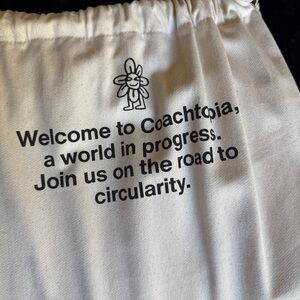 Welcome to Coachtopia,
a world in progress.
Join us on the road to
circularity.